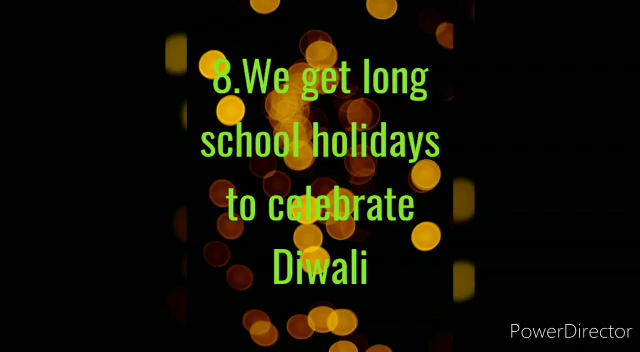 8.We get long
school holidays
to celebrate
Diwali
PowerDirector